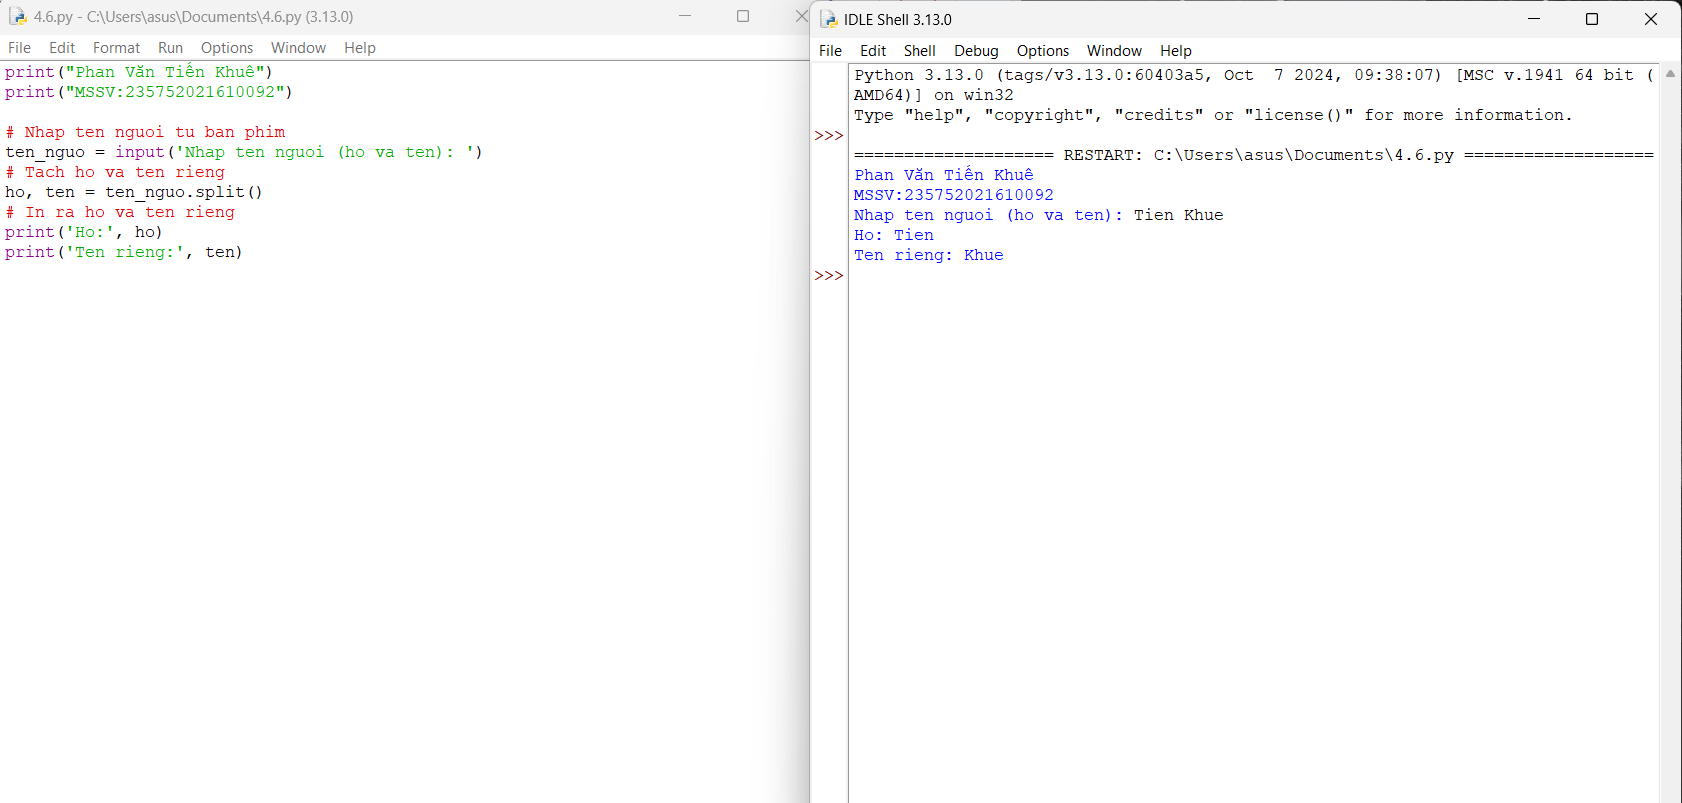 4.6.py - C:\Users\asus\Documents\4.6.py (3.13.0)
File Edit Format Run Options Window Help
print("Phan Văn Tiến Khuê")
print("MSSV:235752021610092")
# Nhap ten nguoi tu ban phim
ten_nguo = input('Nhap ten nguoi (ho va ten): ')
# Tach ho va ten rieng
ho, ten = ten_nguo.split()
# In ra ho va ten rieng
print('Ho:', ho)
print('Ten rieng:', ten)
IDLE Shell 3.13.0
File Edit Shell Debug Options Window Help
Python 3.13.0 (tags/v3.13.0:60403a5, Oct  7 2024, 09:38:07) [MSC v.1941 64 bit (
AMD64)] on win32
Type "help", "copyright", "credits" or "license()" for more information.
>>>
==================== RESTART: C:\Users\asus\Documents\4.6.py ===================
Phan Văn Tiến Khuê
MSSV:235752021610092
Nhap ten nguoi (ho va ten): Tien Khue
Ho: Tien
Ten rieng: Khue
>>>